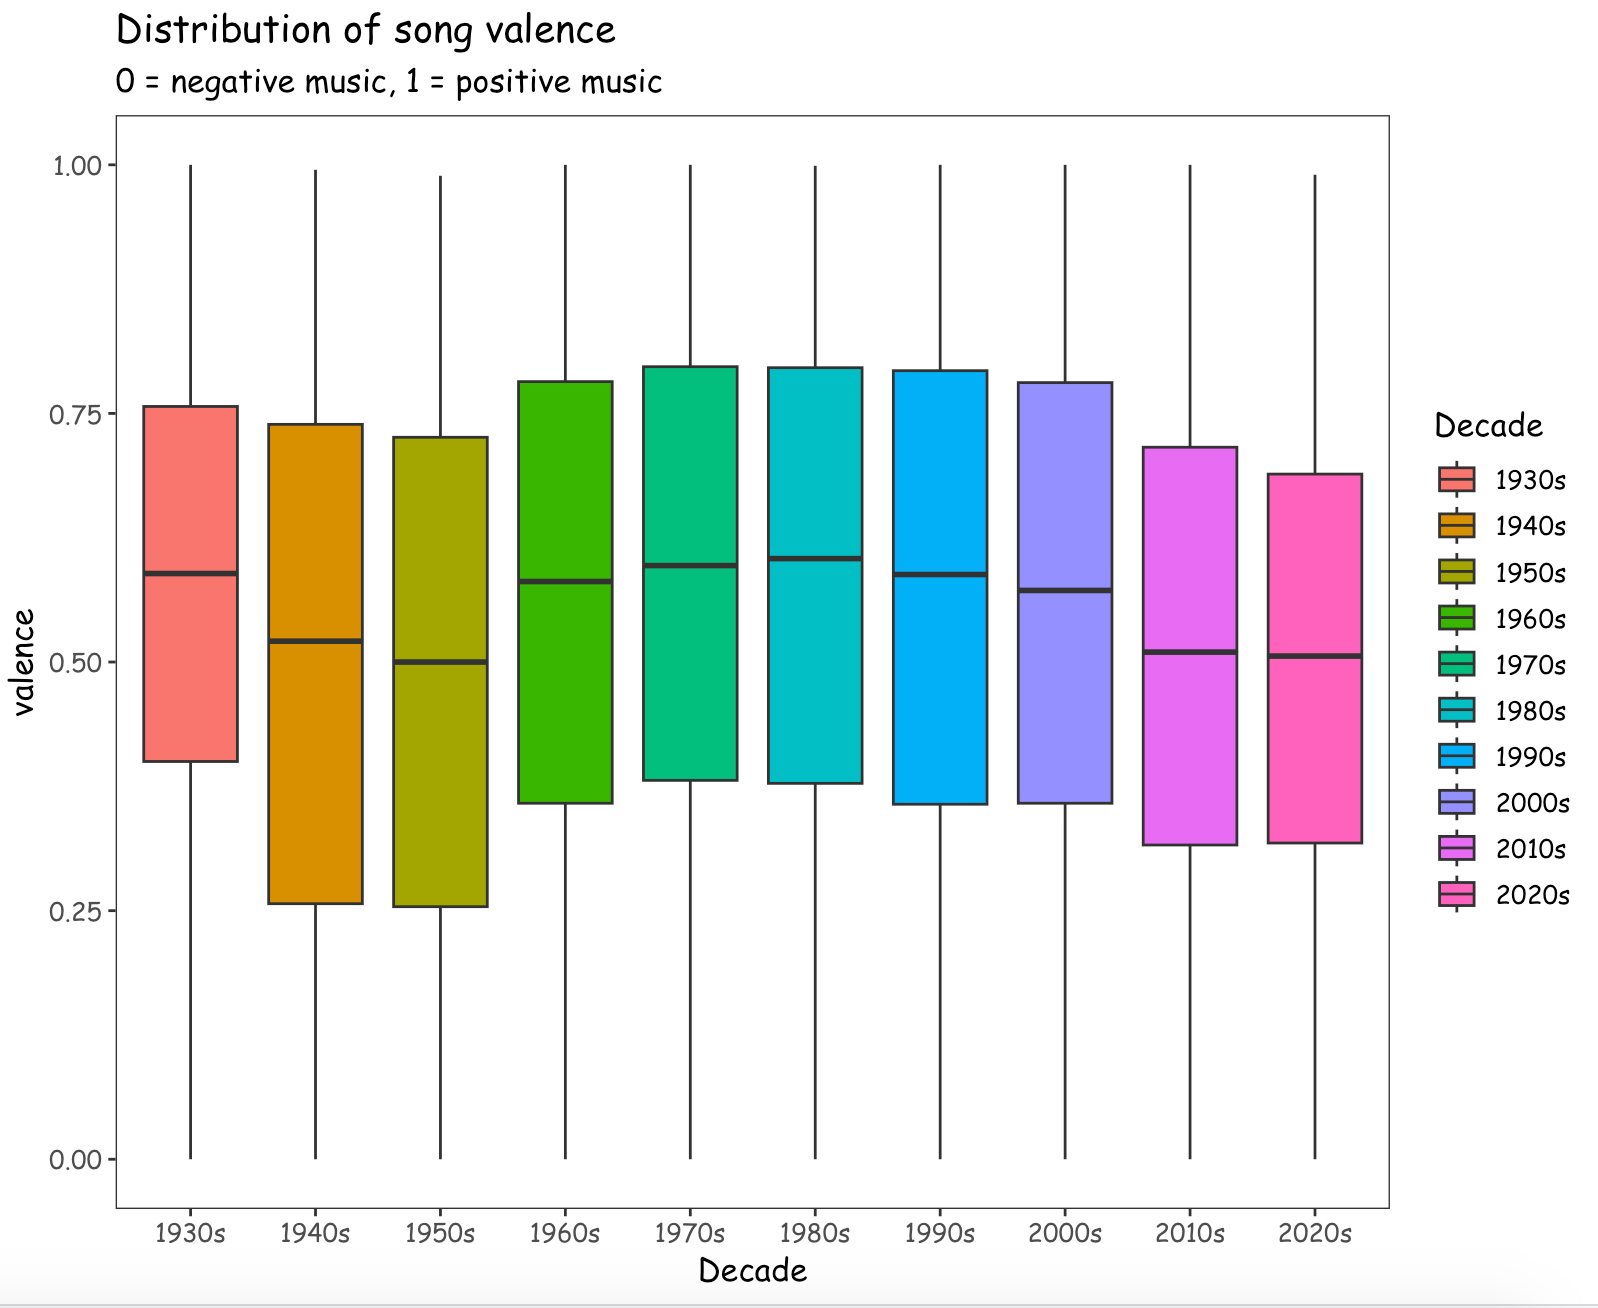 Distribution of song valence
0 = negative music, 1 = positive music
1.00
0.75
0.50
0.25
0.00
valence
1930s 1940s 1950s 1960s 1970s 1980s 1990s 2000s 2010s 2020s
Decade
Decade
1930s
1940s
1950s
1960s
1970s
1980s
1990s
2000s
2010s
2020s